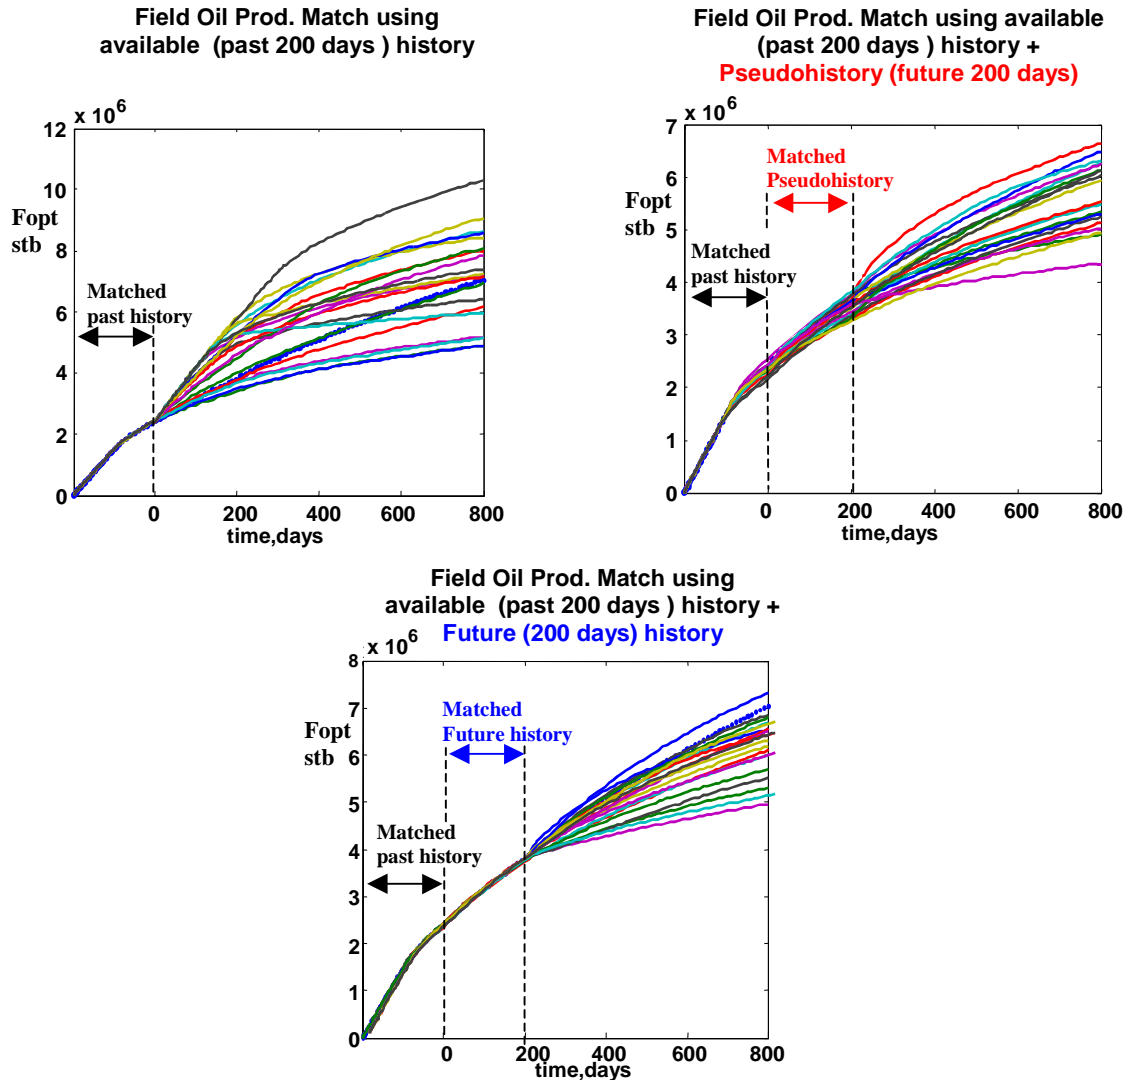 Field Oil Prod. Match using
available (past 200 days ) history
x 10^6
12
10
8
6
4
2
0
Fopt
stb
Matched
past history
0 200 400 600 800
time,days
Field Oil Prod. Match using available
(past 200 days ) history +
Pseudohistory (future 200 days)
x 10^6
7
6
5
4
3
2
1
0
Fopt
stb
Matched
Pseudohistory
Matched
past history
0 200 400 600 800
time,days
Field Oil Prod. Match using
available (past 200 days ) history +
Future (200 days) history
x 10^6
8
7
6
5
4
3
2
1
0
Fopt
stb
Matched
Future history
Matched
past history
0 200 400 600 800
time,days